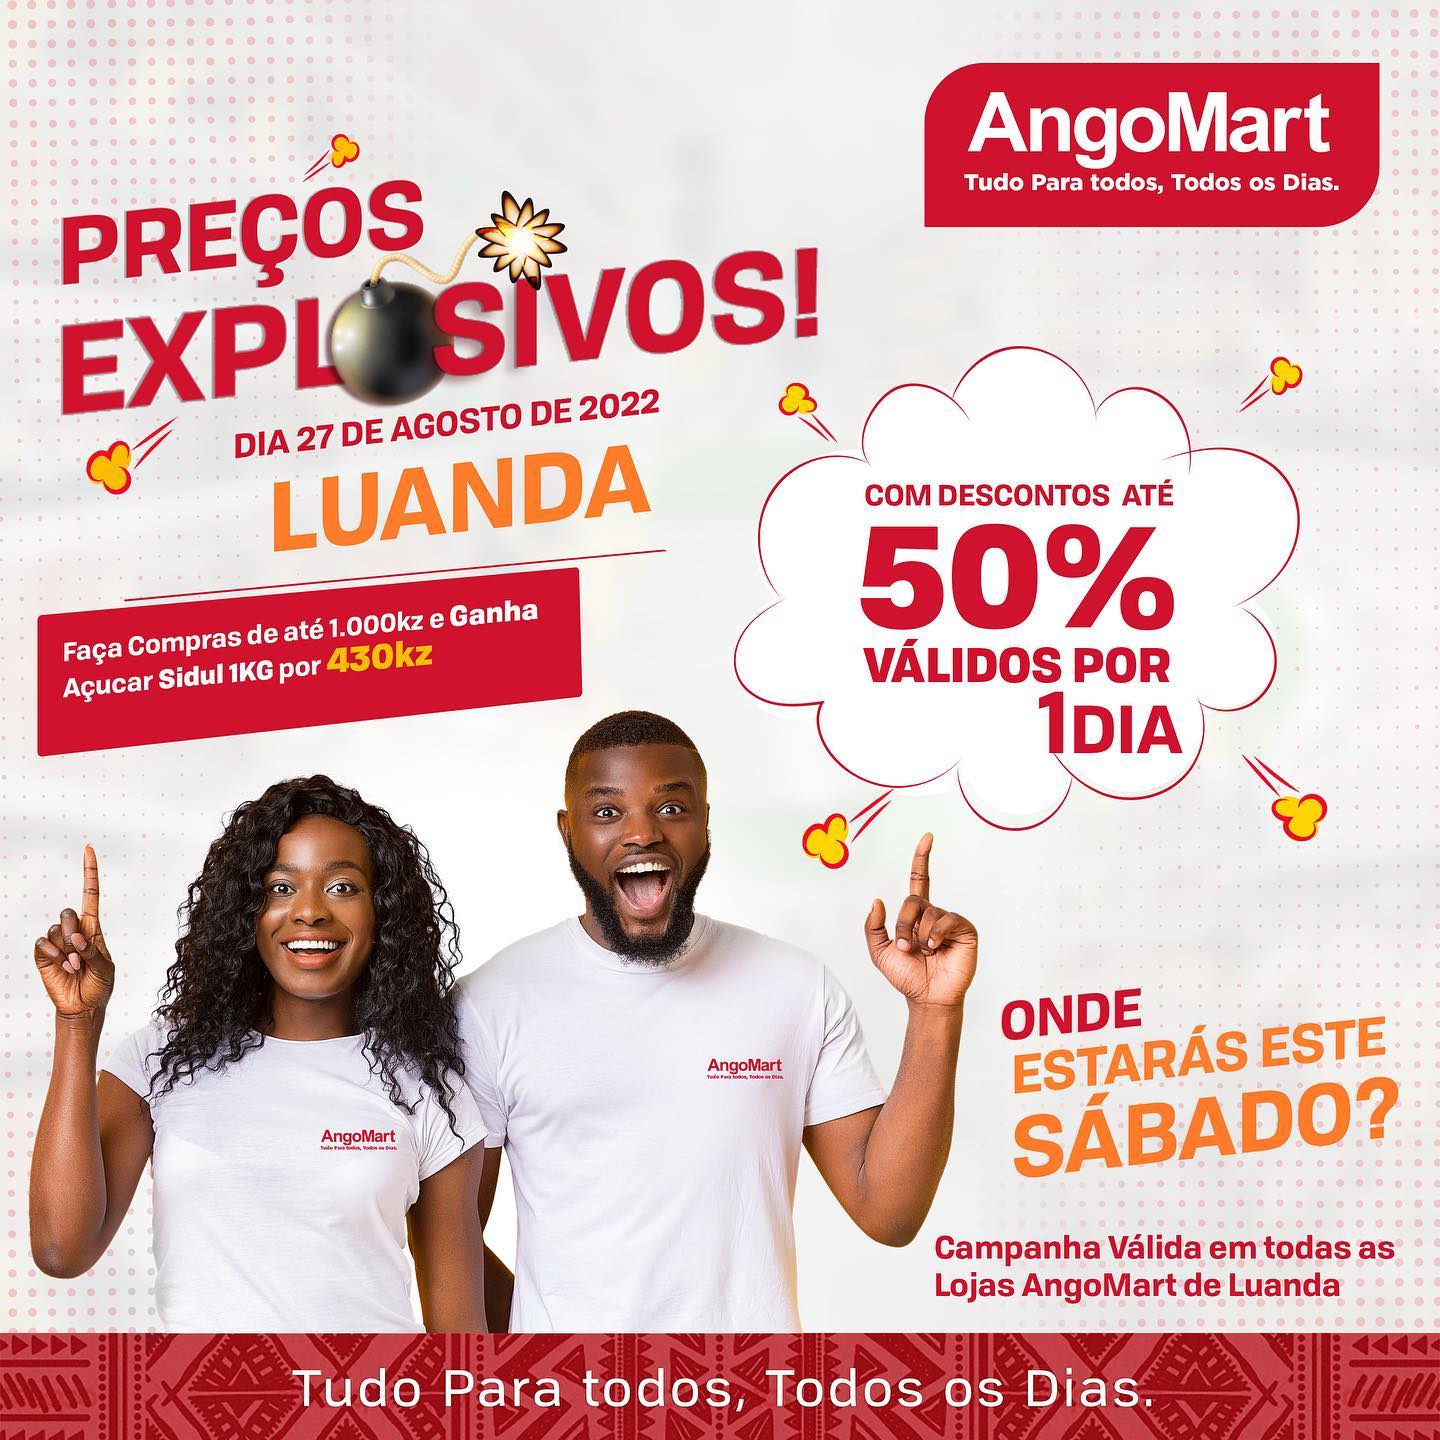 AngoMart
Tudo Para todos, Todos os Dias.
PREÇOS
EXPLOSIVOS!
DIA 27 DE AGOSTO DE 2022
LUANDA
Faça Compras de até 1.000kz e Ganha
Açucar Sidul 1KG por 430kz
COM DESCONTOS ATÉ
50%
VÁLIDOS POR
1DIA
AngoMart
Tudo Para todos, Todos os Dias.
AngoMart
Tudo Para todos, Todos os Dias.
ONDE
ESTARÁS ESTE
SÁBADO?
Campanha Válida em todas as
Lojas AngoMart de Luanda
Tudo Para todos, Todos os Dias.